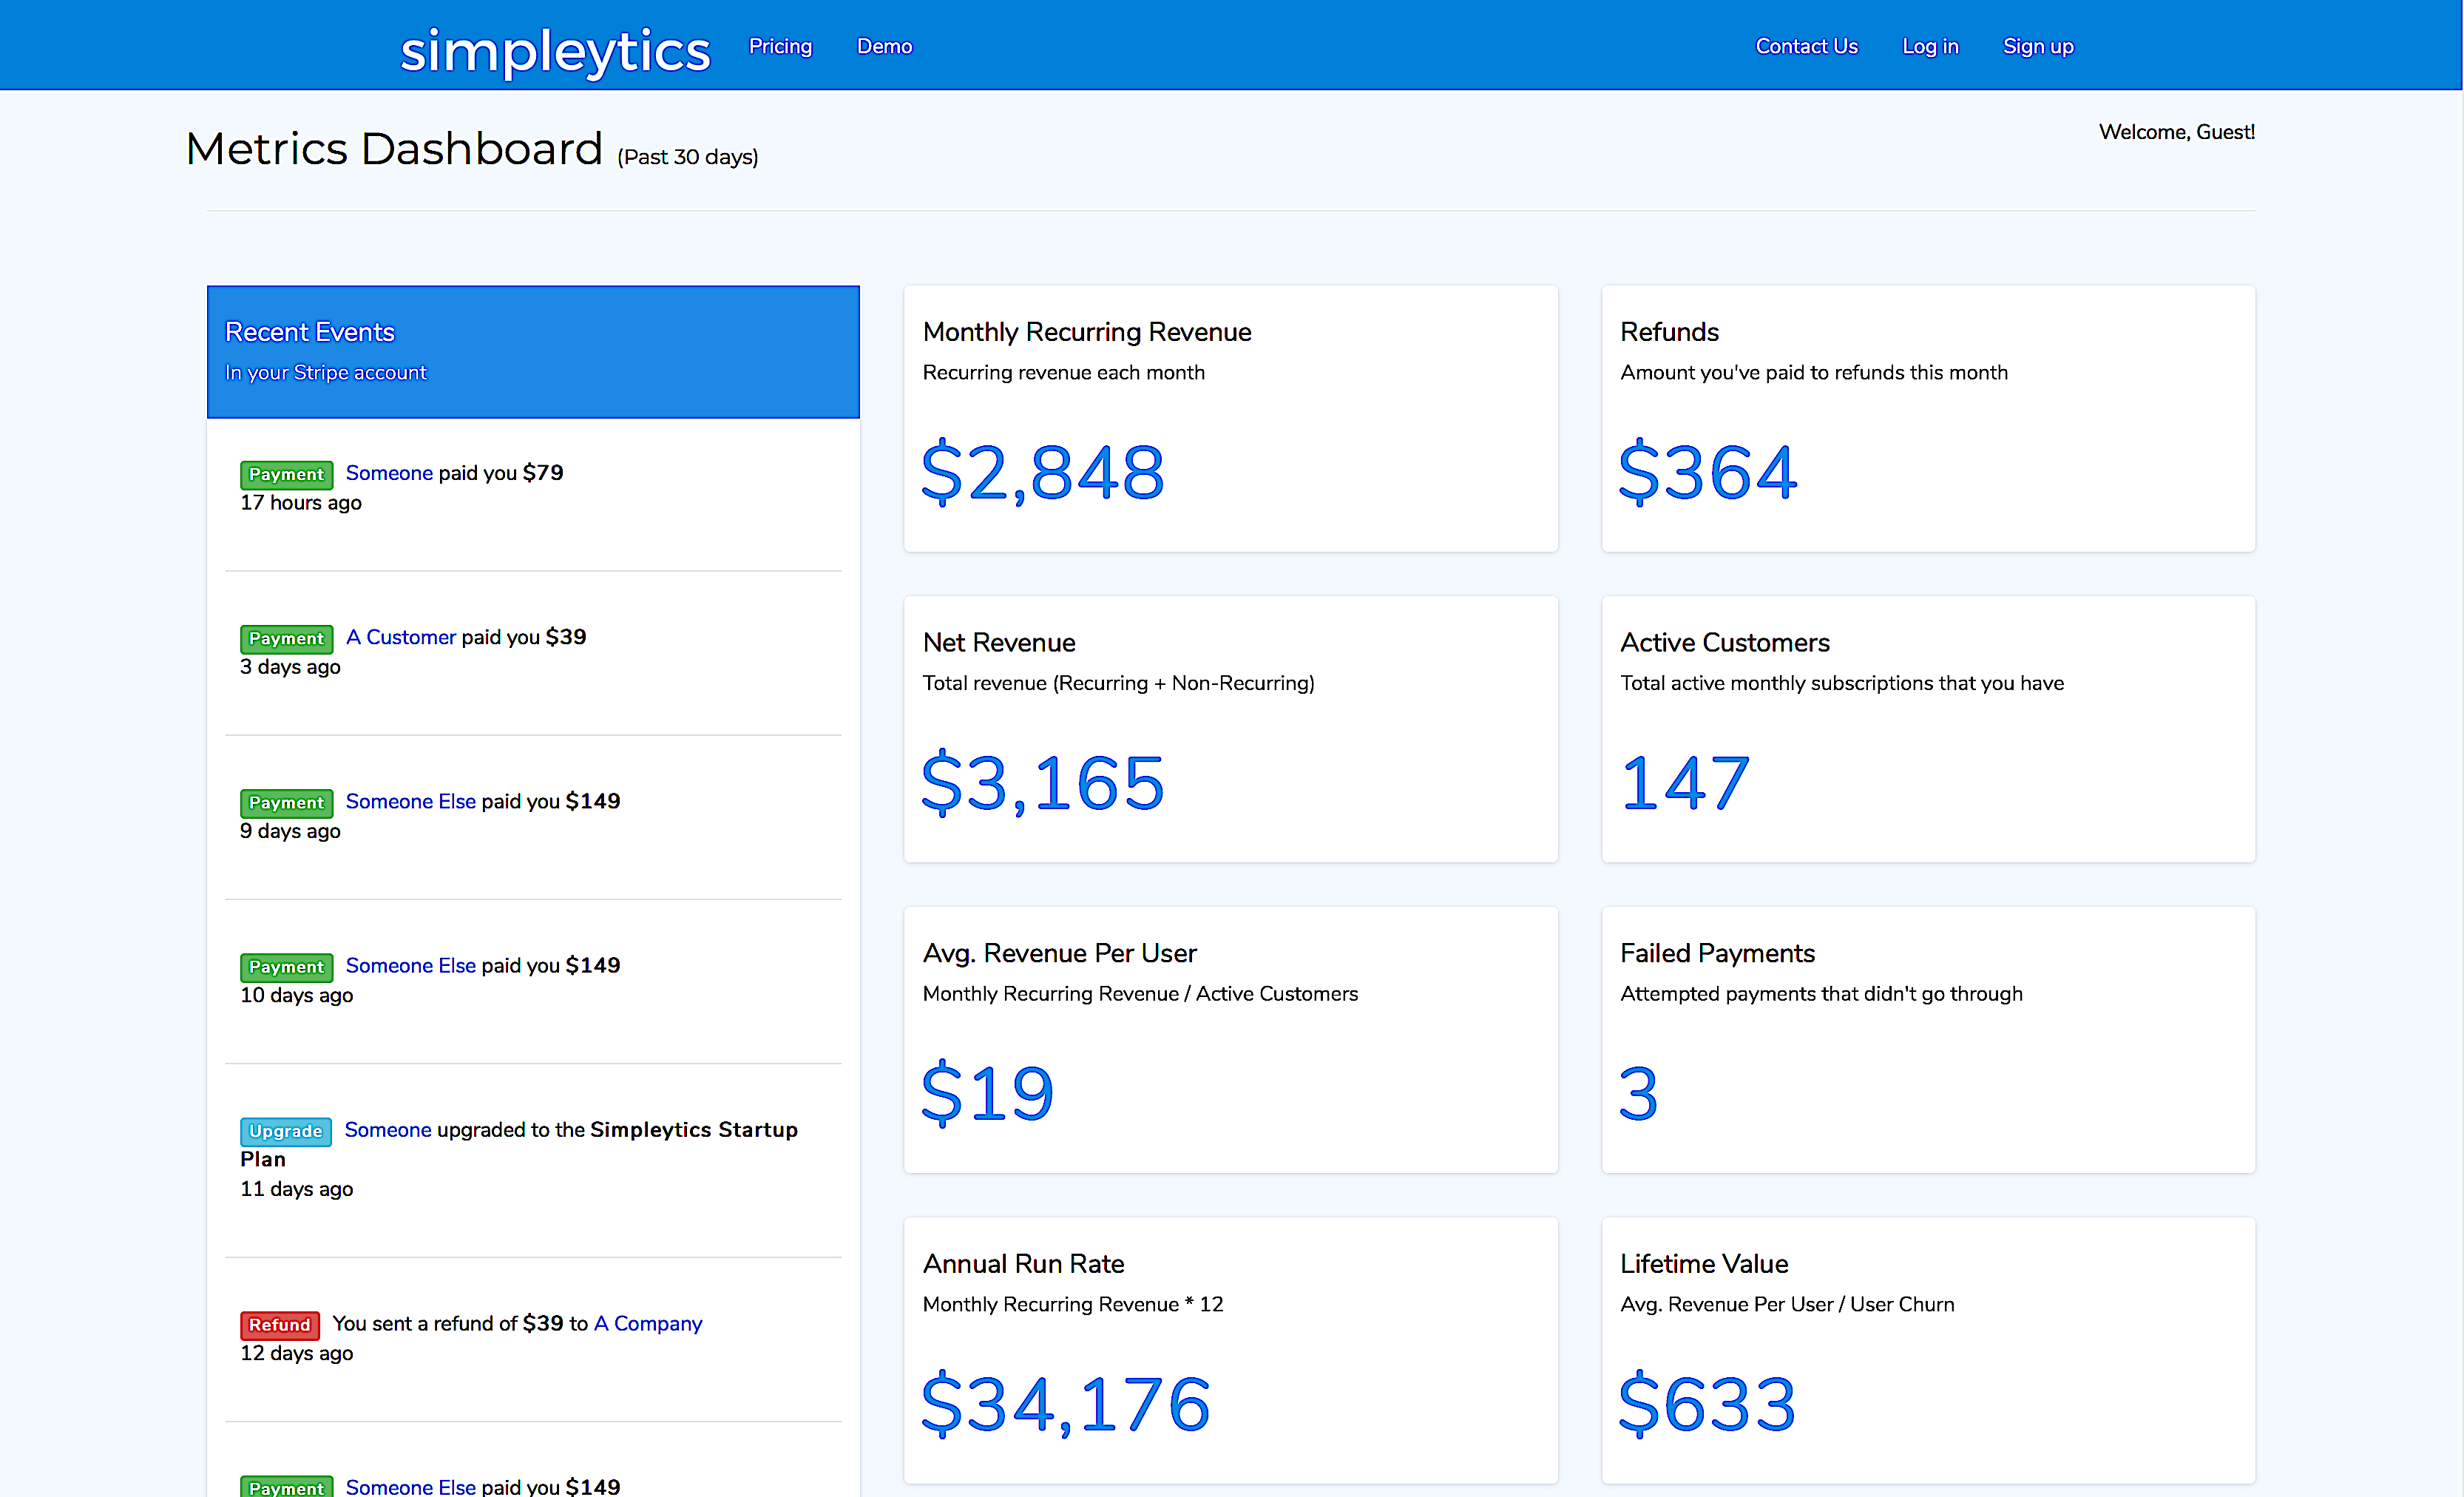 simpleytics Pricing Demo Contact Us Log in Sign up
Metrics Dashboard (Past 30 days)
Welcome, Guest!
Recent Events
In your Stripe account
Payment Someone paid you $79
17 hours ago
Payment A Customer paid you $39
3 days ago
Payment Someone Else paid you $149
9 days ago
Payment Someone Else paid you $149
10 days ago
Upgrade Someone upgraded to the Simpleytics Startup
Plan
11 days ago
Refund You sent a refund of $39 to A Company
12 days ago
Payment Someone Else paid you $149
Monthly Recurring Revenue
Recurring revenue each month
$2,848
Refunds
Amount you've paid to refunds this month
$364
Net Revenue
Total revenue (Recurring + Non-Recurring)
$3,165
Active Customers
Total active monthly subscriptions that you have
147
Avg. Revenue Per User
Monthly Recurring Revenue / Active Customers
$19
Failed Payments
Attempted payments that didn't go through
3
Annual Run Rate
Monthly Recurring Revenue * 12
$34,176
Lifetime Value
Avg. Revenue Per User / User Churn
$633